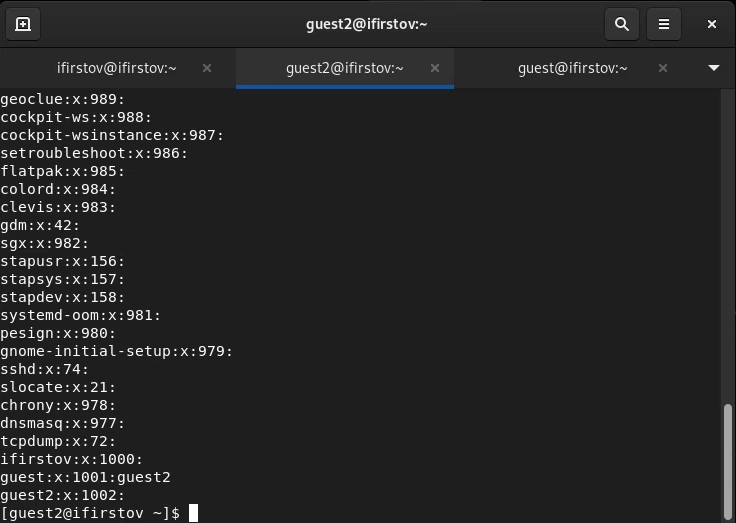 guest2@ifirstov:~
ifirstov@ifirstov:~ guest2@ifirstov:~ guest@ifirstov:~
geoclue:x:989:
cockpit-ws:x:988:
cockpit-wsinstance:x:987:
setroubleshoot:x:986:
flatpak:x:985:
colord:x:984:
clevis:x:983:
gdm:x:42:
sgx:x:982:
stapusr:x:156:
stapsys:x:157:
stapdev:x:158:
systemd-oom:x:981:
pesign:x:980:
gnome-initial-setup:x:979:
sshd:x:74:
slocate:x:21:
chrony:x:978:
dnsmasq:x:977:
tcpdump:x:72:
ifirstov:x:1000:
guest:x:1001:guest2
guest2:x:1002:
[guest2@ifirstov ~]$